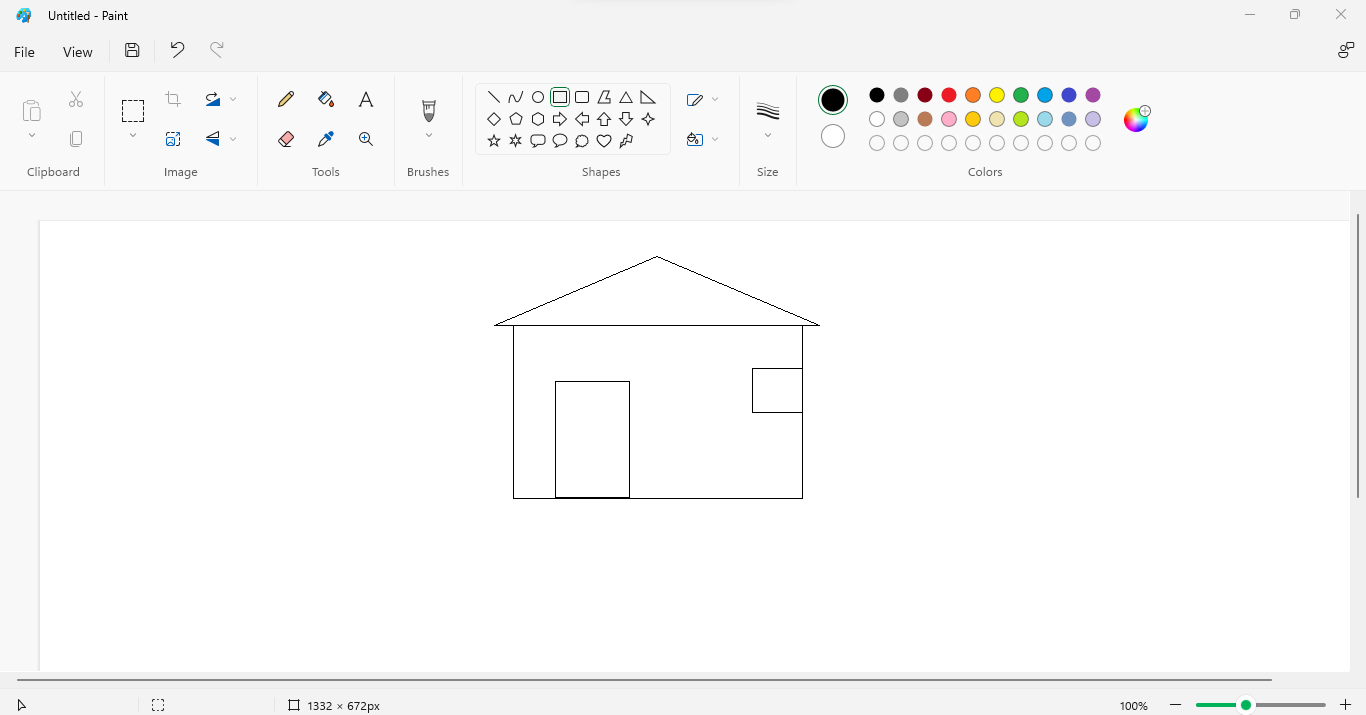 Untitled - Paint
File View
Clipboard Image Tools Brushes Shapes Size Colors
1332 × 672px 100%